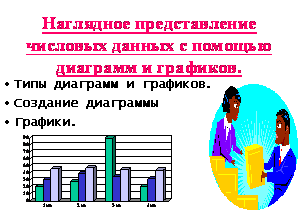 Наглядное представление
числовых данных с помощью
диаграмм и графиков.
• Типы диаграмм и графиков.
• Создание диаграммы
• Графики.